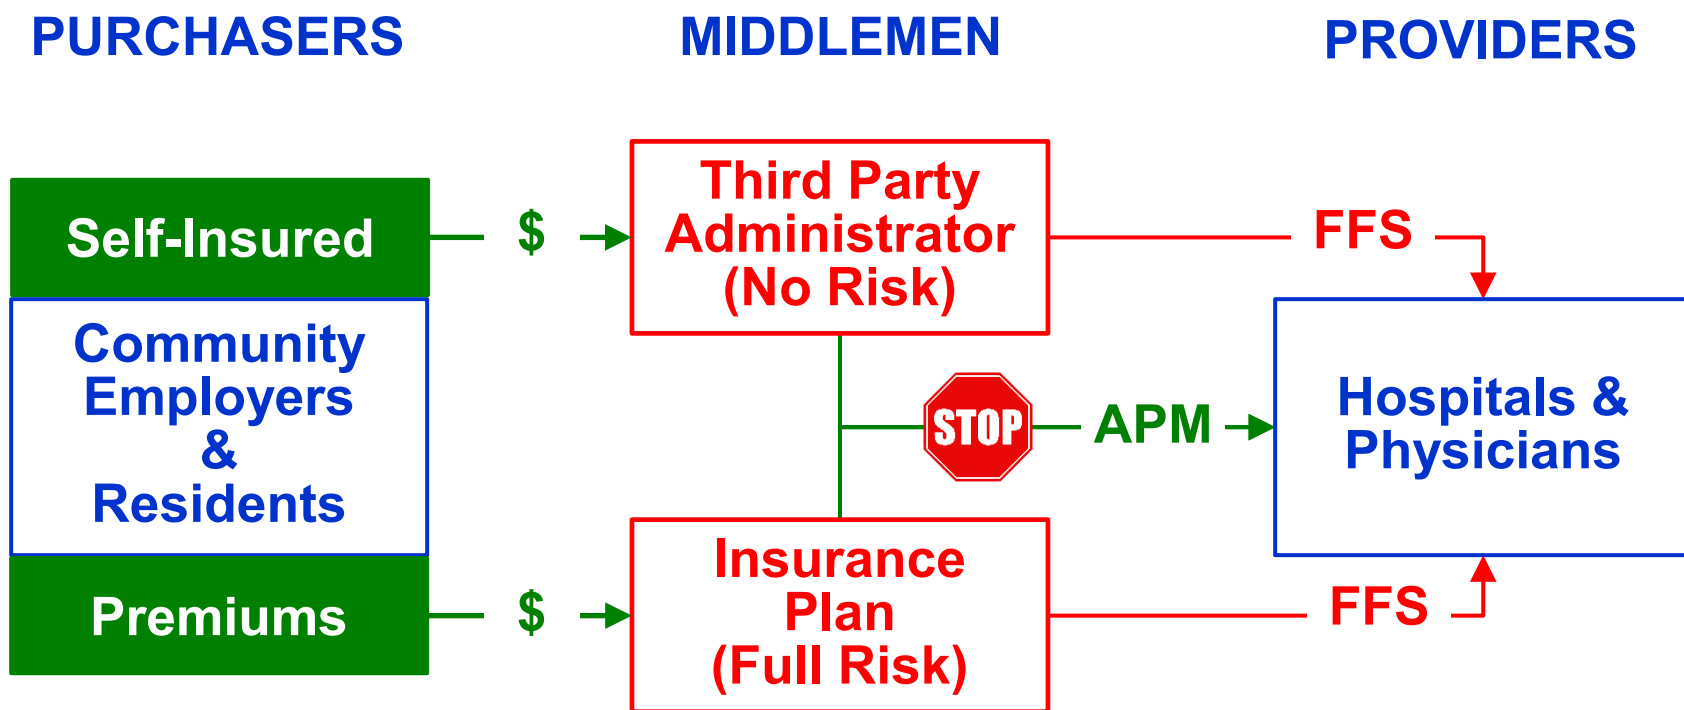 PURCHASERS
MIDDLEMEN
PROVIDERS
Self-Insured
$
Third Party
Administrator
(No Risk)
FFS
Community
Employers
&
Residents
STOP
APM
Hospitals &
Physicians
Premiums
$
Insurance
Plan
(Full Risk)
FFS